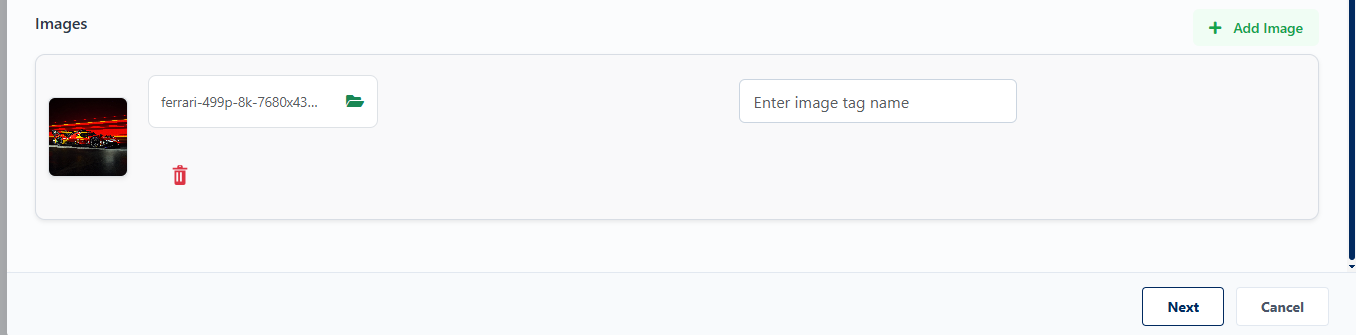 Images
Add Image
ferrari-499p-8k-7680x43...
Enter image tag name
Next
Cancel